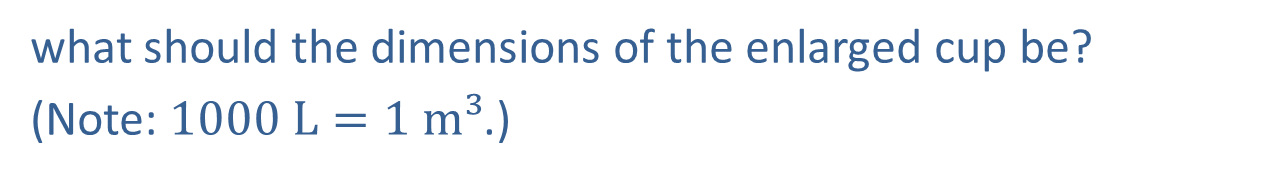 what should the dimensions of the enlarged cup be?
(Note: 1000 L = 1 m³.)